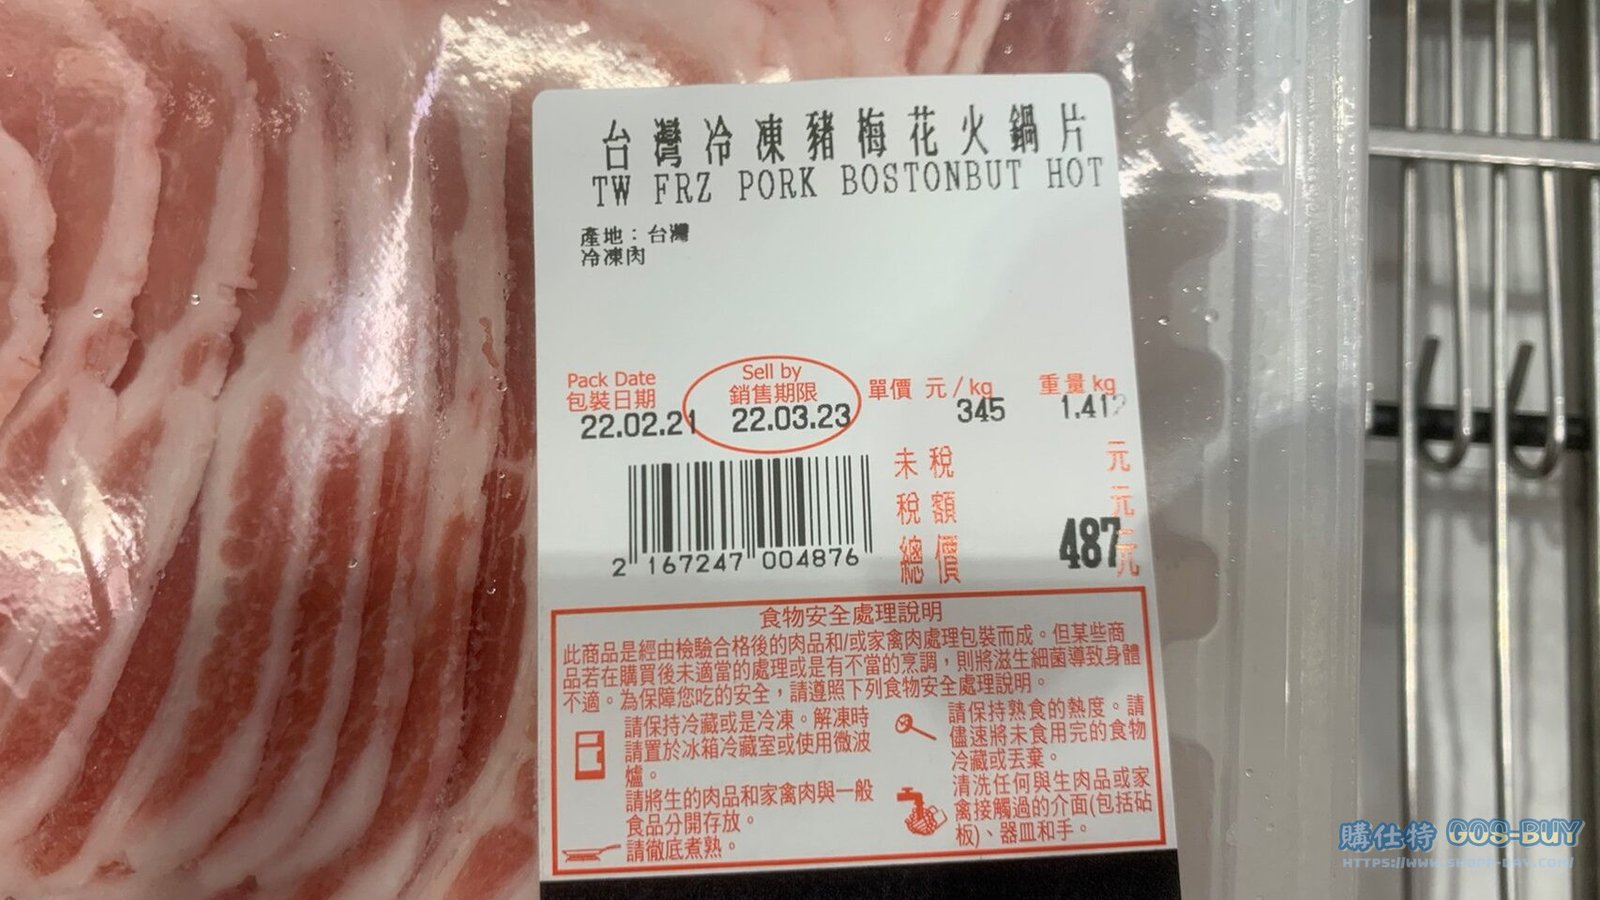 台灣冷凍豬梅花火鍋片
TW FRZ PORK BOSTONBUT HOT
產地：台灣
冷凍肉
Pack Date
包裝日期
22.02.21
Sell by
銷售期限
22.03.23
單價 元/kg
345
重量 kg
1.412
未稅 元
稅額 元
總價 487元
2 167247 004876
食物安全處理說明
此商品是經由檢驗合格後的肉品和/或家禽肉處理包裝而成。但某些商
品若在購買後未適當的處理或是有不當的烹調，則將滋生細菌導致身體
不適。為保障您吃的安全，請遵照下列食物安全處理說明。
請保持冷藏或是冷凍。解凍時
請置於冰箱冷藏室或使用微波
爐。
請將生的肉品和家禽肉與一般
食品分開存放。
請徹底煮熟。
請保持熟食的熱度。請
儘速將未食用完的食物
冷藏或丟棄。
清洗任何與生肉品或家
禽接觸過的介面(包括砧
板)、器皿和手。
購仕特 GOS-BUY
HTTPS://WWW.SHOPX-DAY.COM/